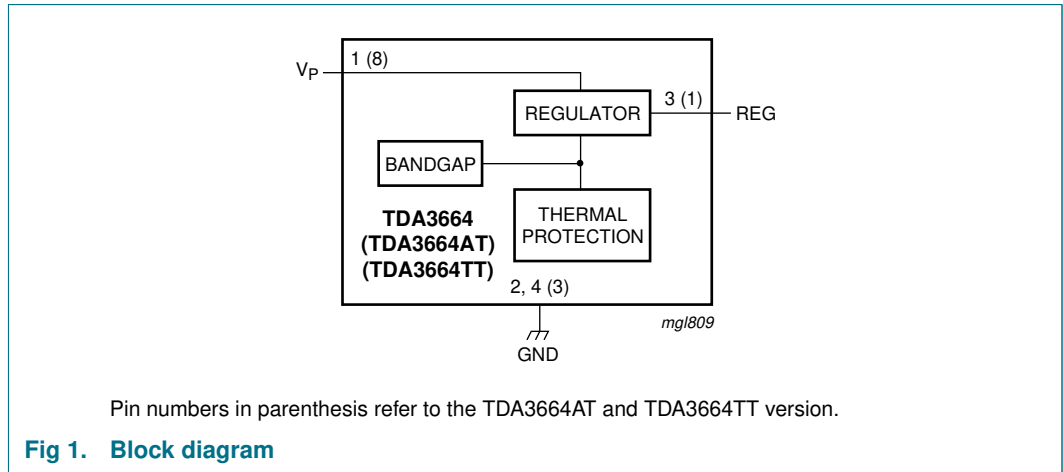 1 (8)
VP
REGULATOR
3 (1)
REG
BANDGAP
THERMAL
PROTECTION
TDA3664
(TDA3664AT)
(TDA3664TT)
2, 4 (3)
mgl809
GND
Pin numbers in parenthesis refer to the TDA3664AT and TDA3664TT version.
Fig 1. Block diagram